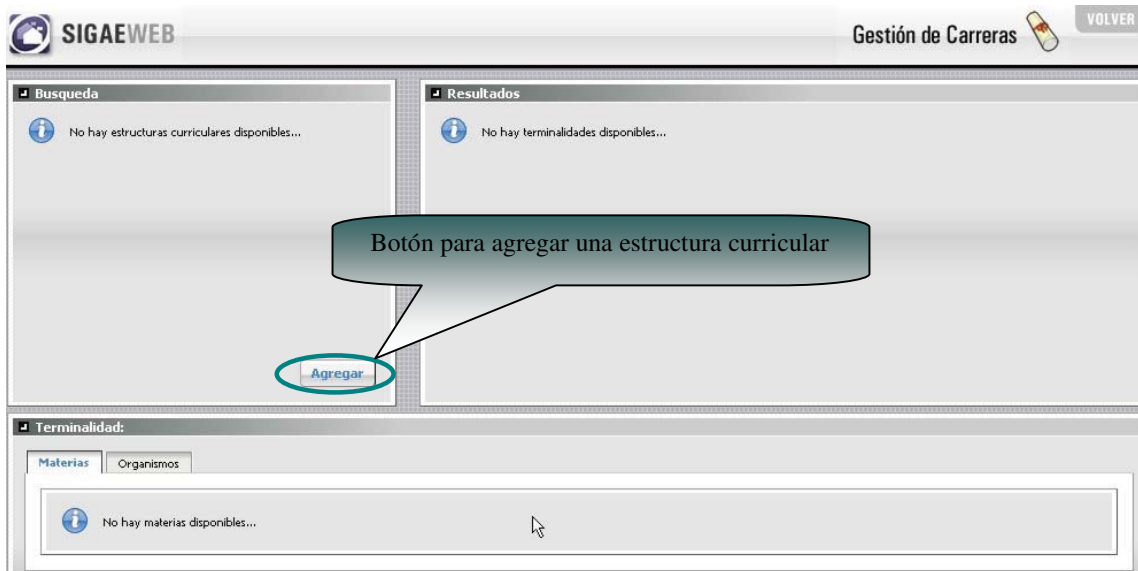 SIGAEWEB
Gestión de Carreras
VOLVER
Busqueda
Resultados
No hay estructuras curriculares disponibles...
No hay terminalidades disponibles...
Botón para agregar una estructura curricular
Agregar
Terminalidad:
Materias
Organismos
No hay materias disponibles...